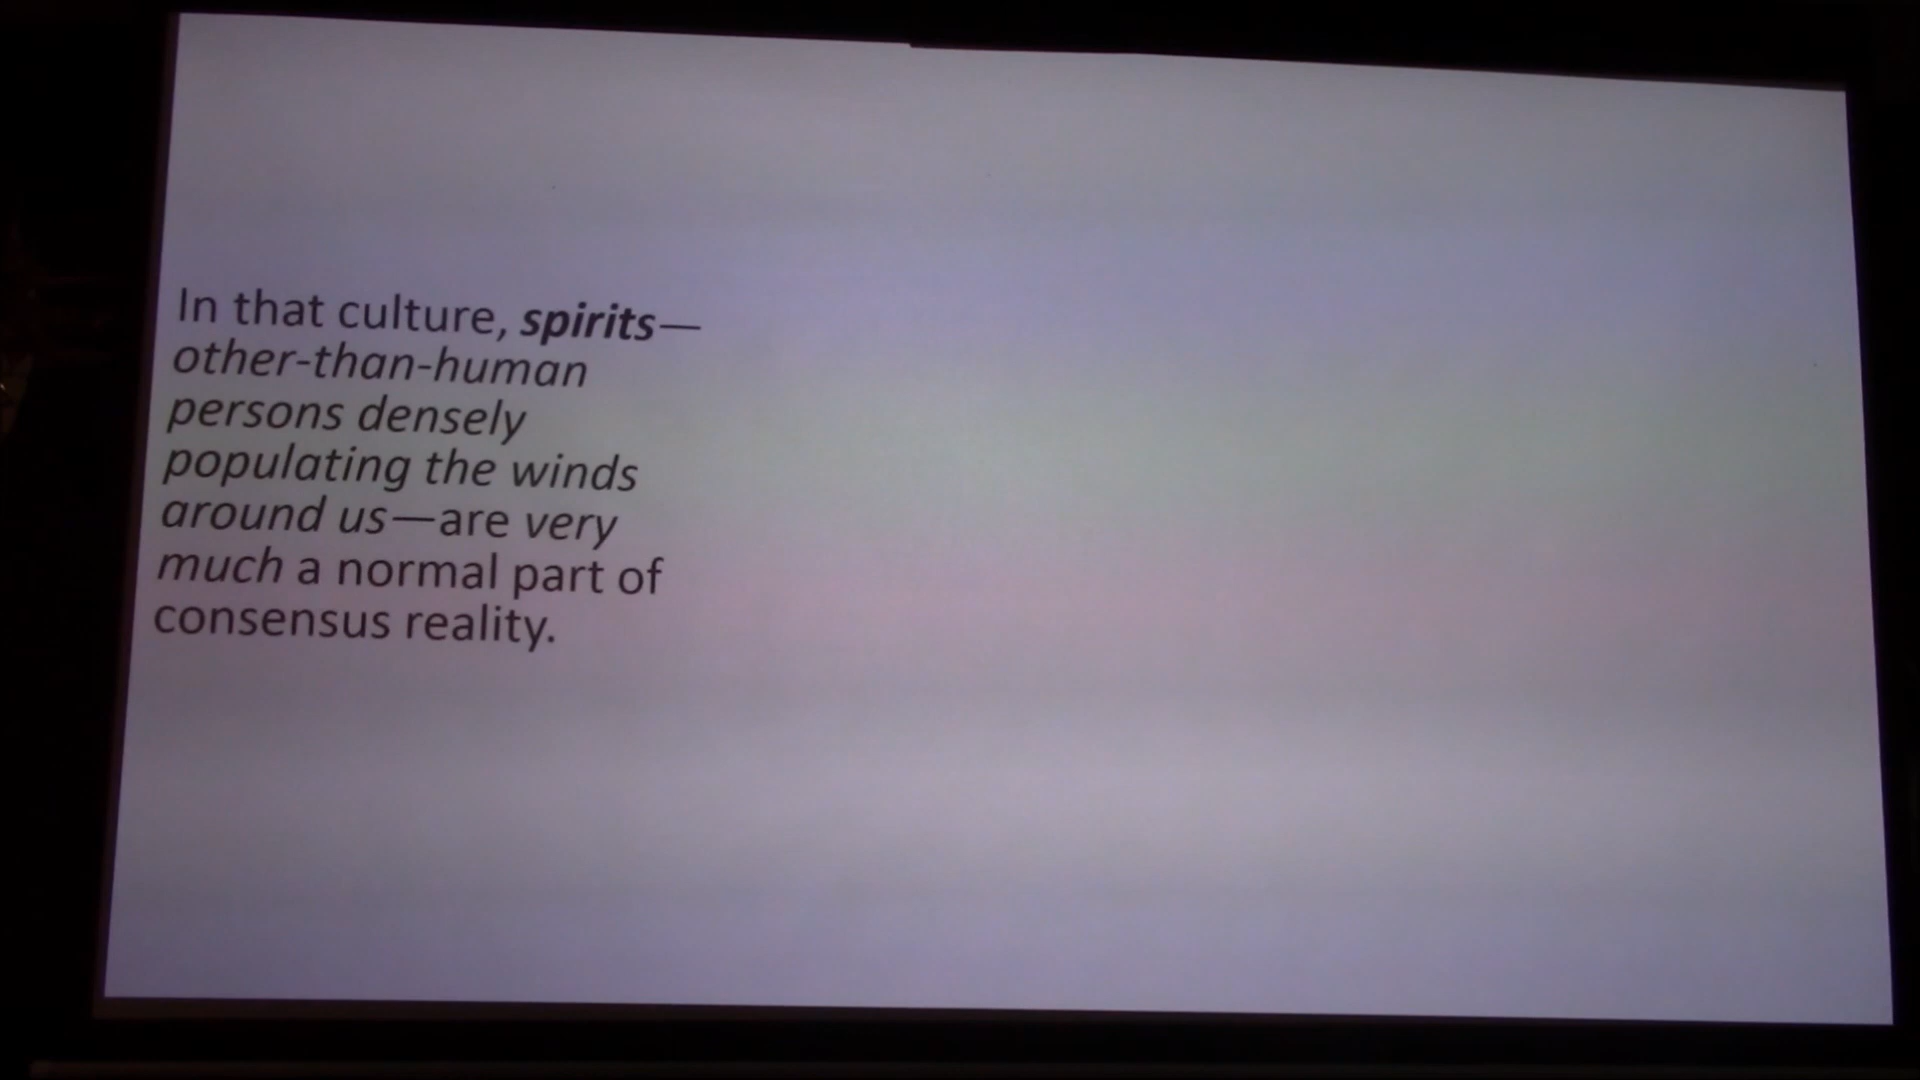 In that culture, spirits—
other-than-human
persons densely
populating the winds
around us—are very
much a normal part of
consensus reality.